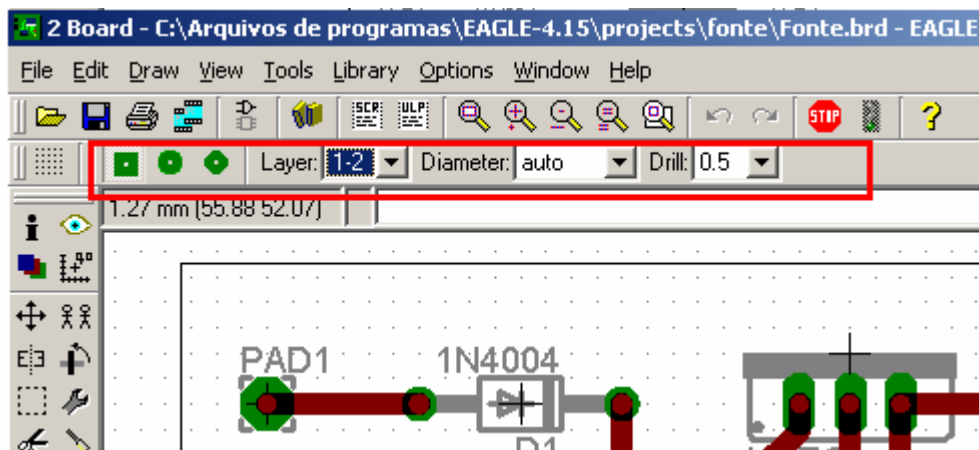 2 Board - C:\Arquivos de programas\EAGLE-4.15\projects\fonte\Fonte.brd - EAGLE
File Edit Draw View Tools Library Options Window Help
SCR ULP STOP ?
Layer: 1-2 Diameter: auto Drill: 0.5
1.27 mm (55.88 52.07)
PAD1 1N4004
D1